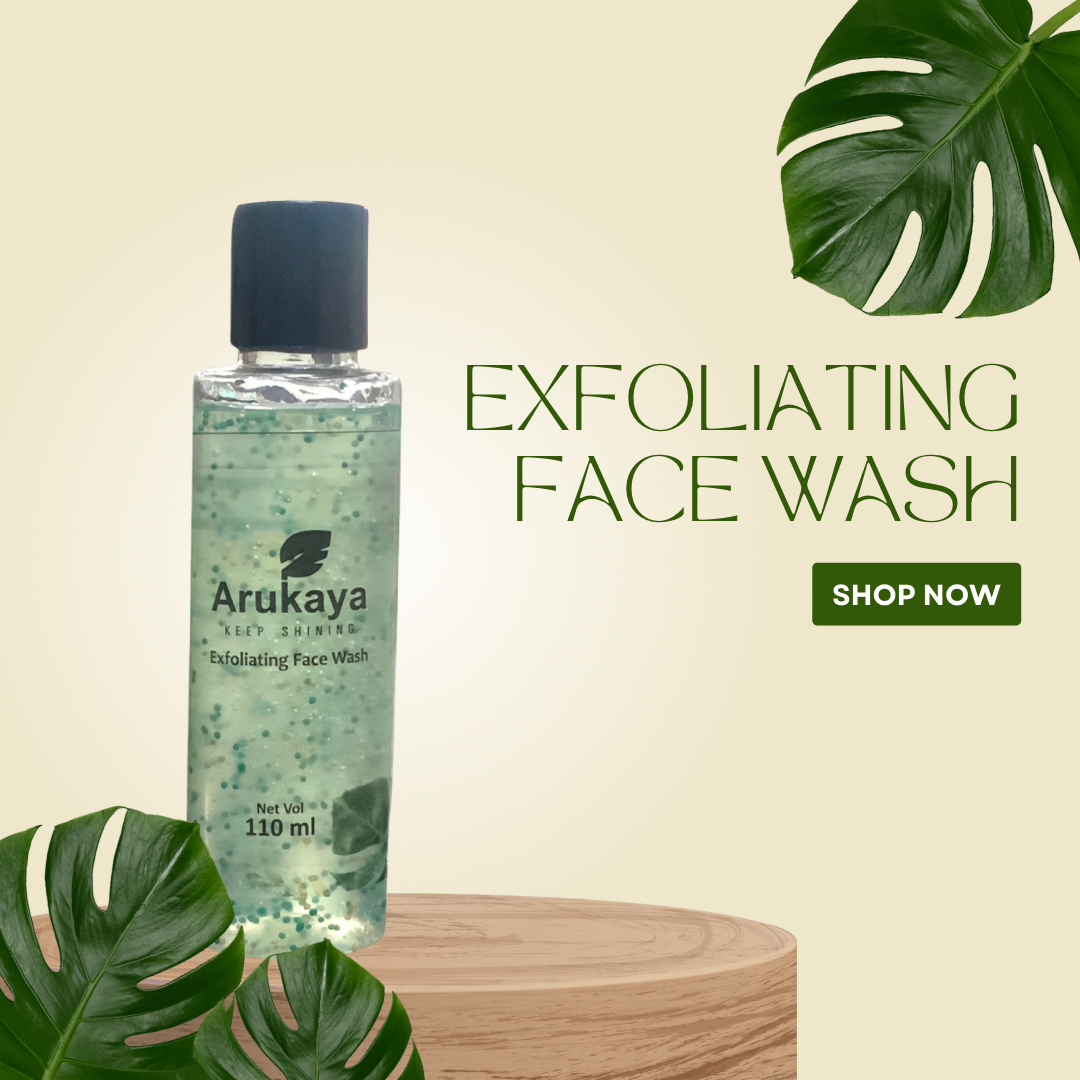 EXFOLIATING
FACE WASH
SHOP NOW
Arukaya
KEEP SHINING
Exfoliating Face Wash
Net Vol
110 ml